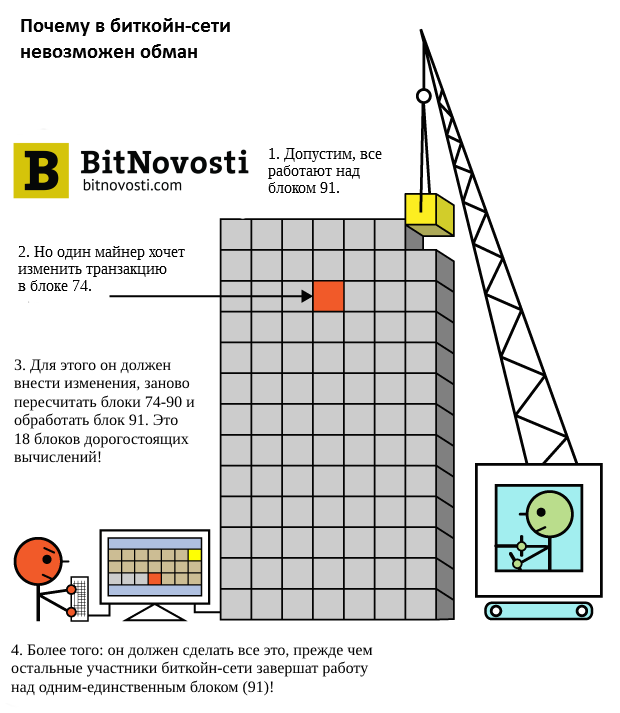 Почему в биткойн-сети
невозможен обман
B BitNovosti
bitnovosti.com
1. Допустим, все
работают над
блоком 91.
2. Но один майнер хочет
изменить транзакцию
в блоке 74.
3. Для этого он должен
внести изменения, заново
пересчитать блоки 74-90 и
обработать блок 91. Это
18 блоков дорогостоящих
вычислений!
4. Более того: он должен сделать все это, прежде чем
остальные участники биткойн-сети завершат работу
над одним-единственным блоком (91)!